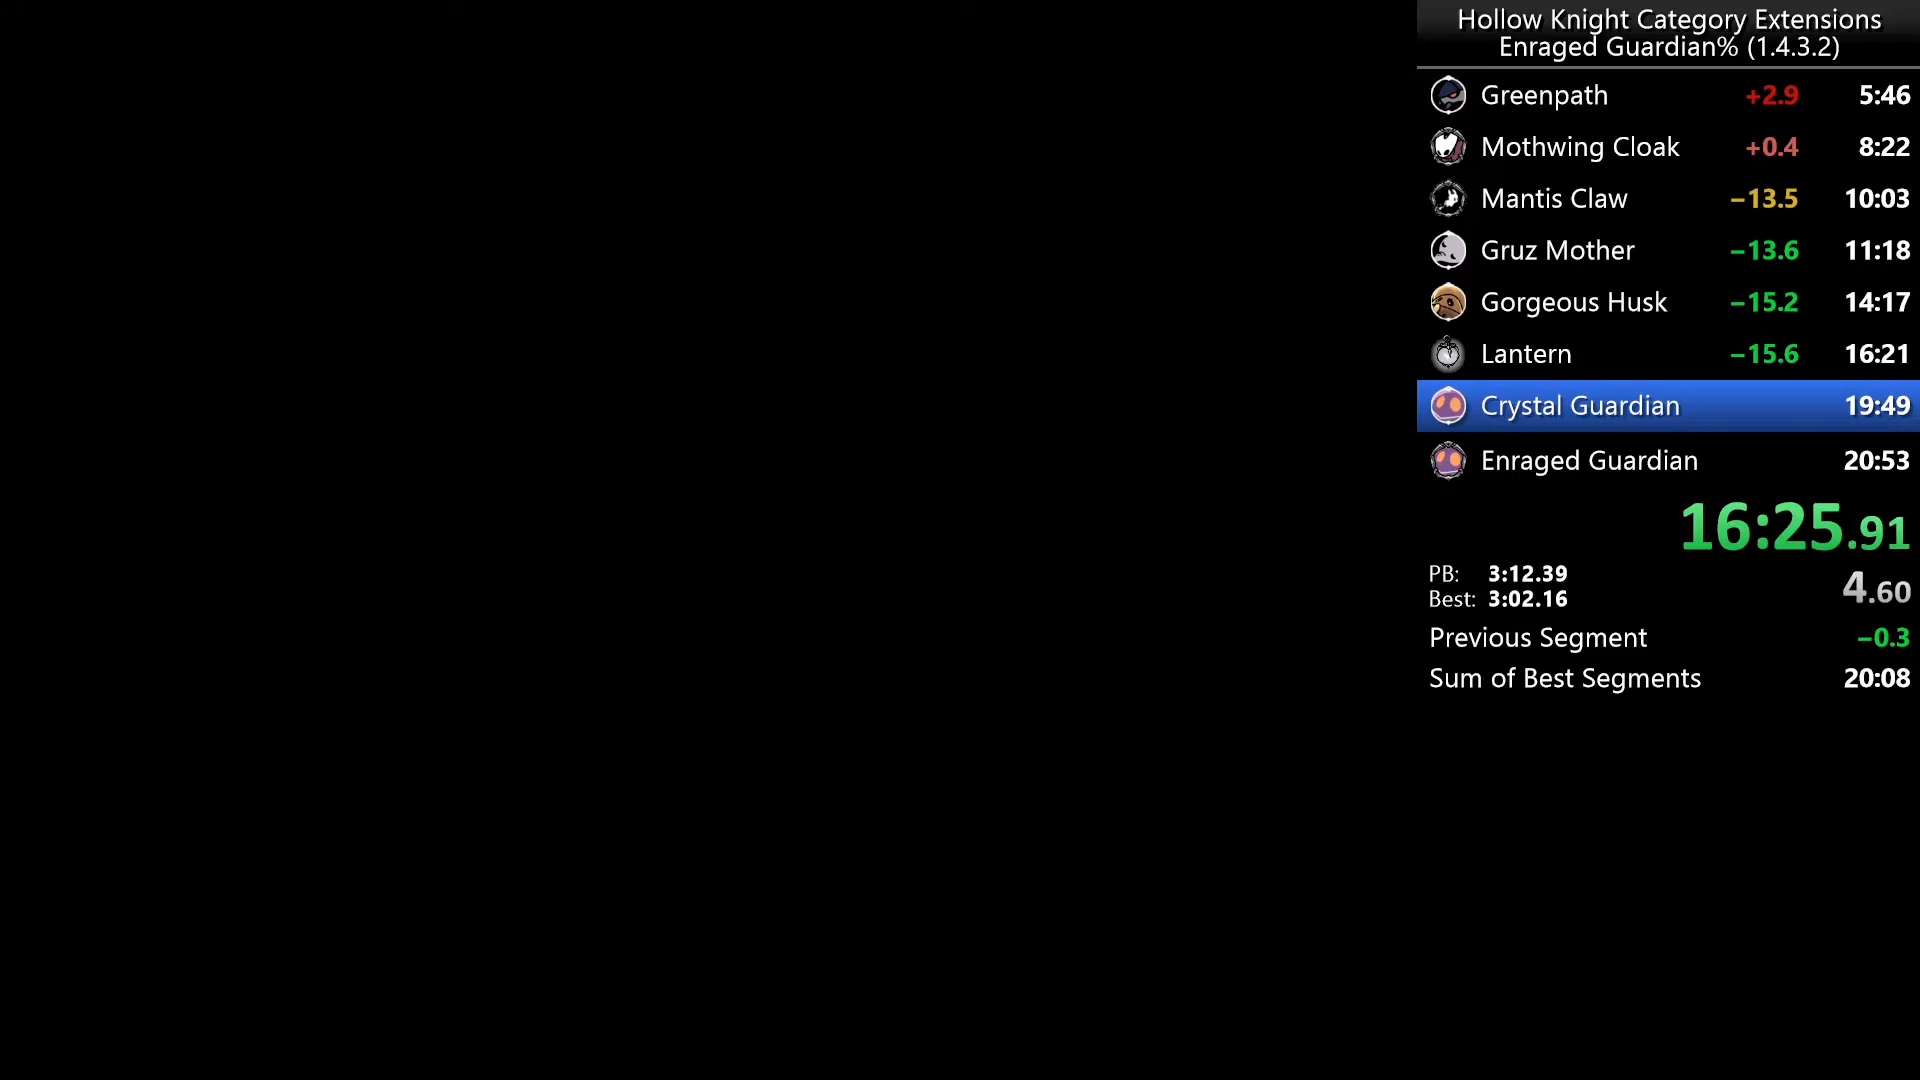 Hollow Knight Category Extensions
Enraged Guardian% (1.4.3.2)
Greenpath +2.9 5:46
Mothwing Cloak +0.4 8:22
Mantis Claw −13.5 10:03
Gruz Mother −13.6 11:18
Gorgeous Husk −15.2 14:17
Lantern −15.6 16:21
Crystal Guardian 19:49
Enraged Guardian 20:53
16:25.91
PB: 3:12.39
Best: 3:02.16
4.60
Previous Segment −0.3
Sum of Best Segments 20:08